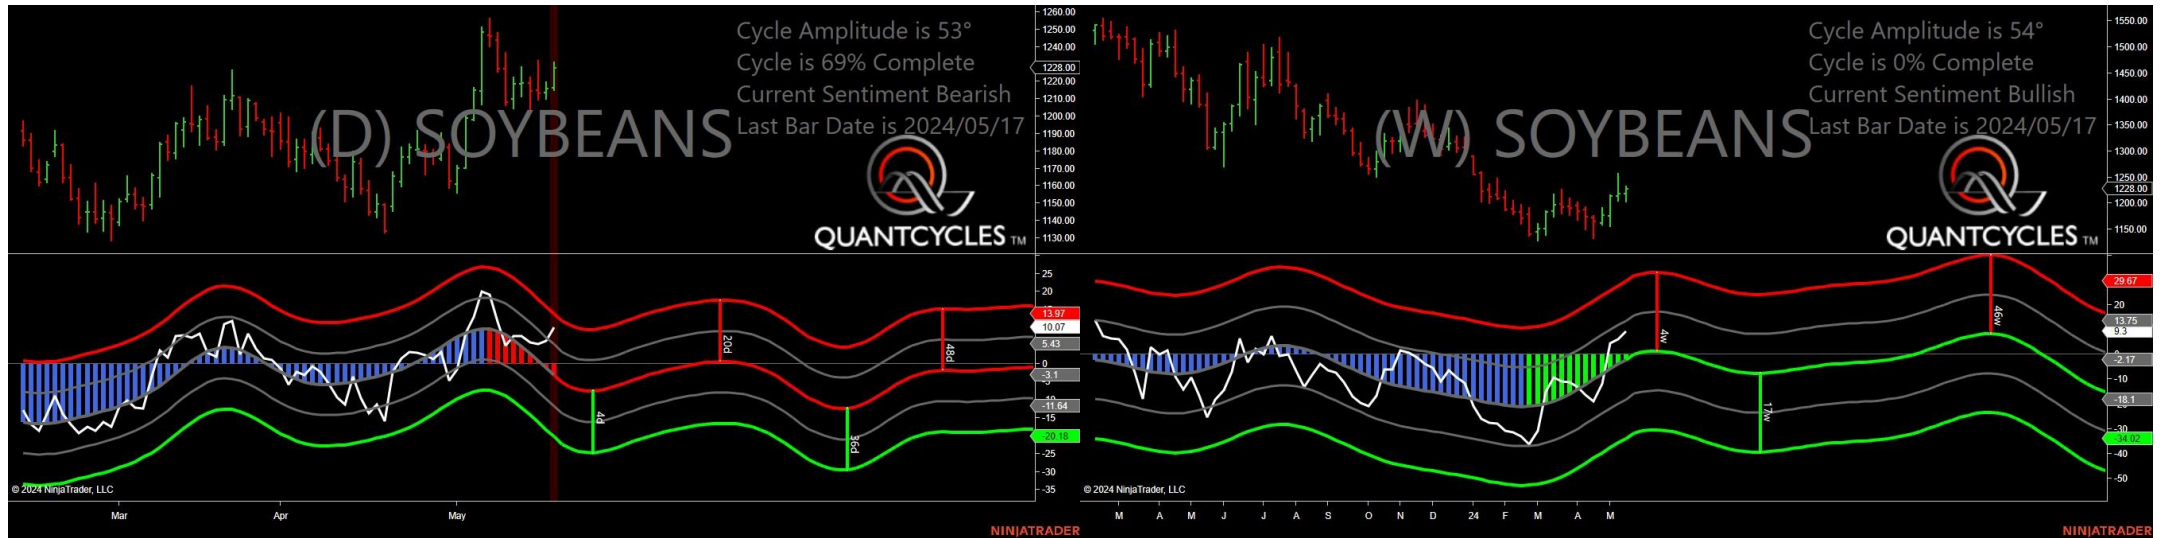 Cycle Amplitude is 53°
Cycle is 69% Complete
Current Sentiment Bearish
Last Bar Date is 2024/05/17
(D) SOYBEANS
QUANTCYCLES TM
1260.00
1250.00
1240.00
1228.00
1220.00
1210.00
1200.00
1190.00
1180.00
1170.00
1160.00
1150.00
1140.00
1130.00
25
20
13.97
10.07
5.43
0
-3.1
-11.64
-15
-20.18
-25
-30
-35
20d
48d
4d
36d
© 2024 NinjaTrader, LLC
Mar
Apr
May
NINJATRADER
Cycle Amplitude is 54°
Cycle is 0% Complete
Current Sentiment Bullish
Last Bar Date is 2024/05/17
(W) SOYBEANS
QUANTCYCLES TM
1550.00
1500.00
1450.00
1400.00
1350.00
1300.00
1250.00
1228.00
1200.00
1150.00
29.67
20
13.75
9.3
-2.17
-10
-18.1
-30
-34.02
-40
-50
4w
46w
17w
© 2024 NinjaTrader, LLC
M A M J J A S O N D 24 F M A M
NINJATRADER